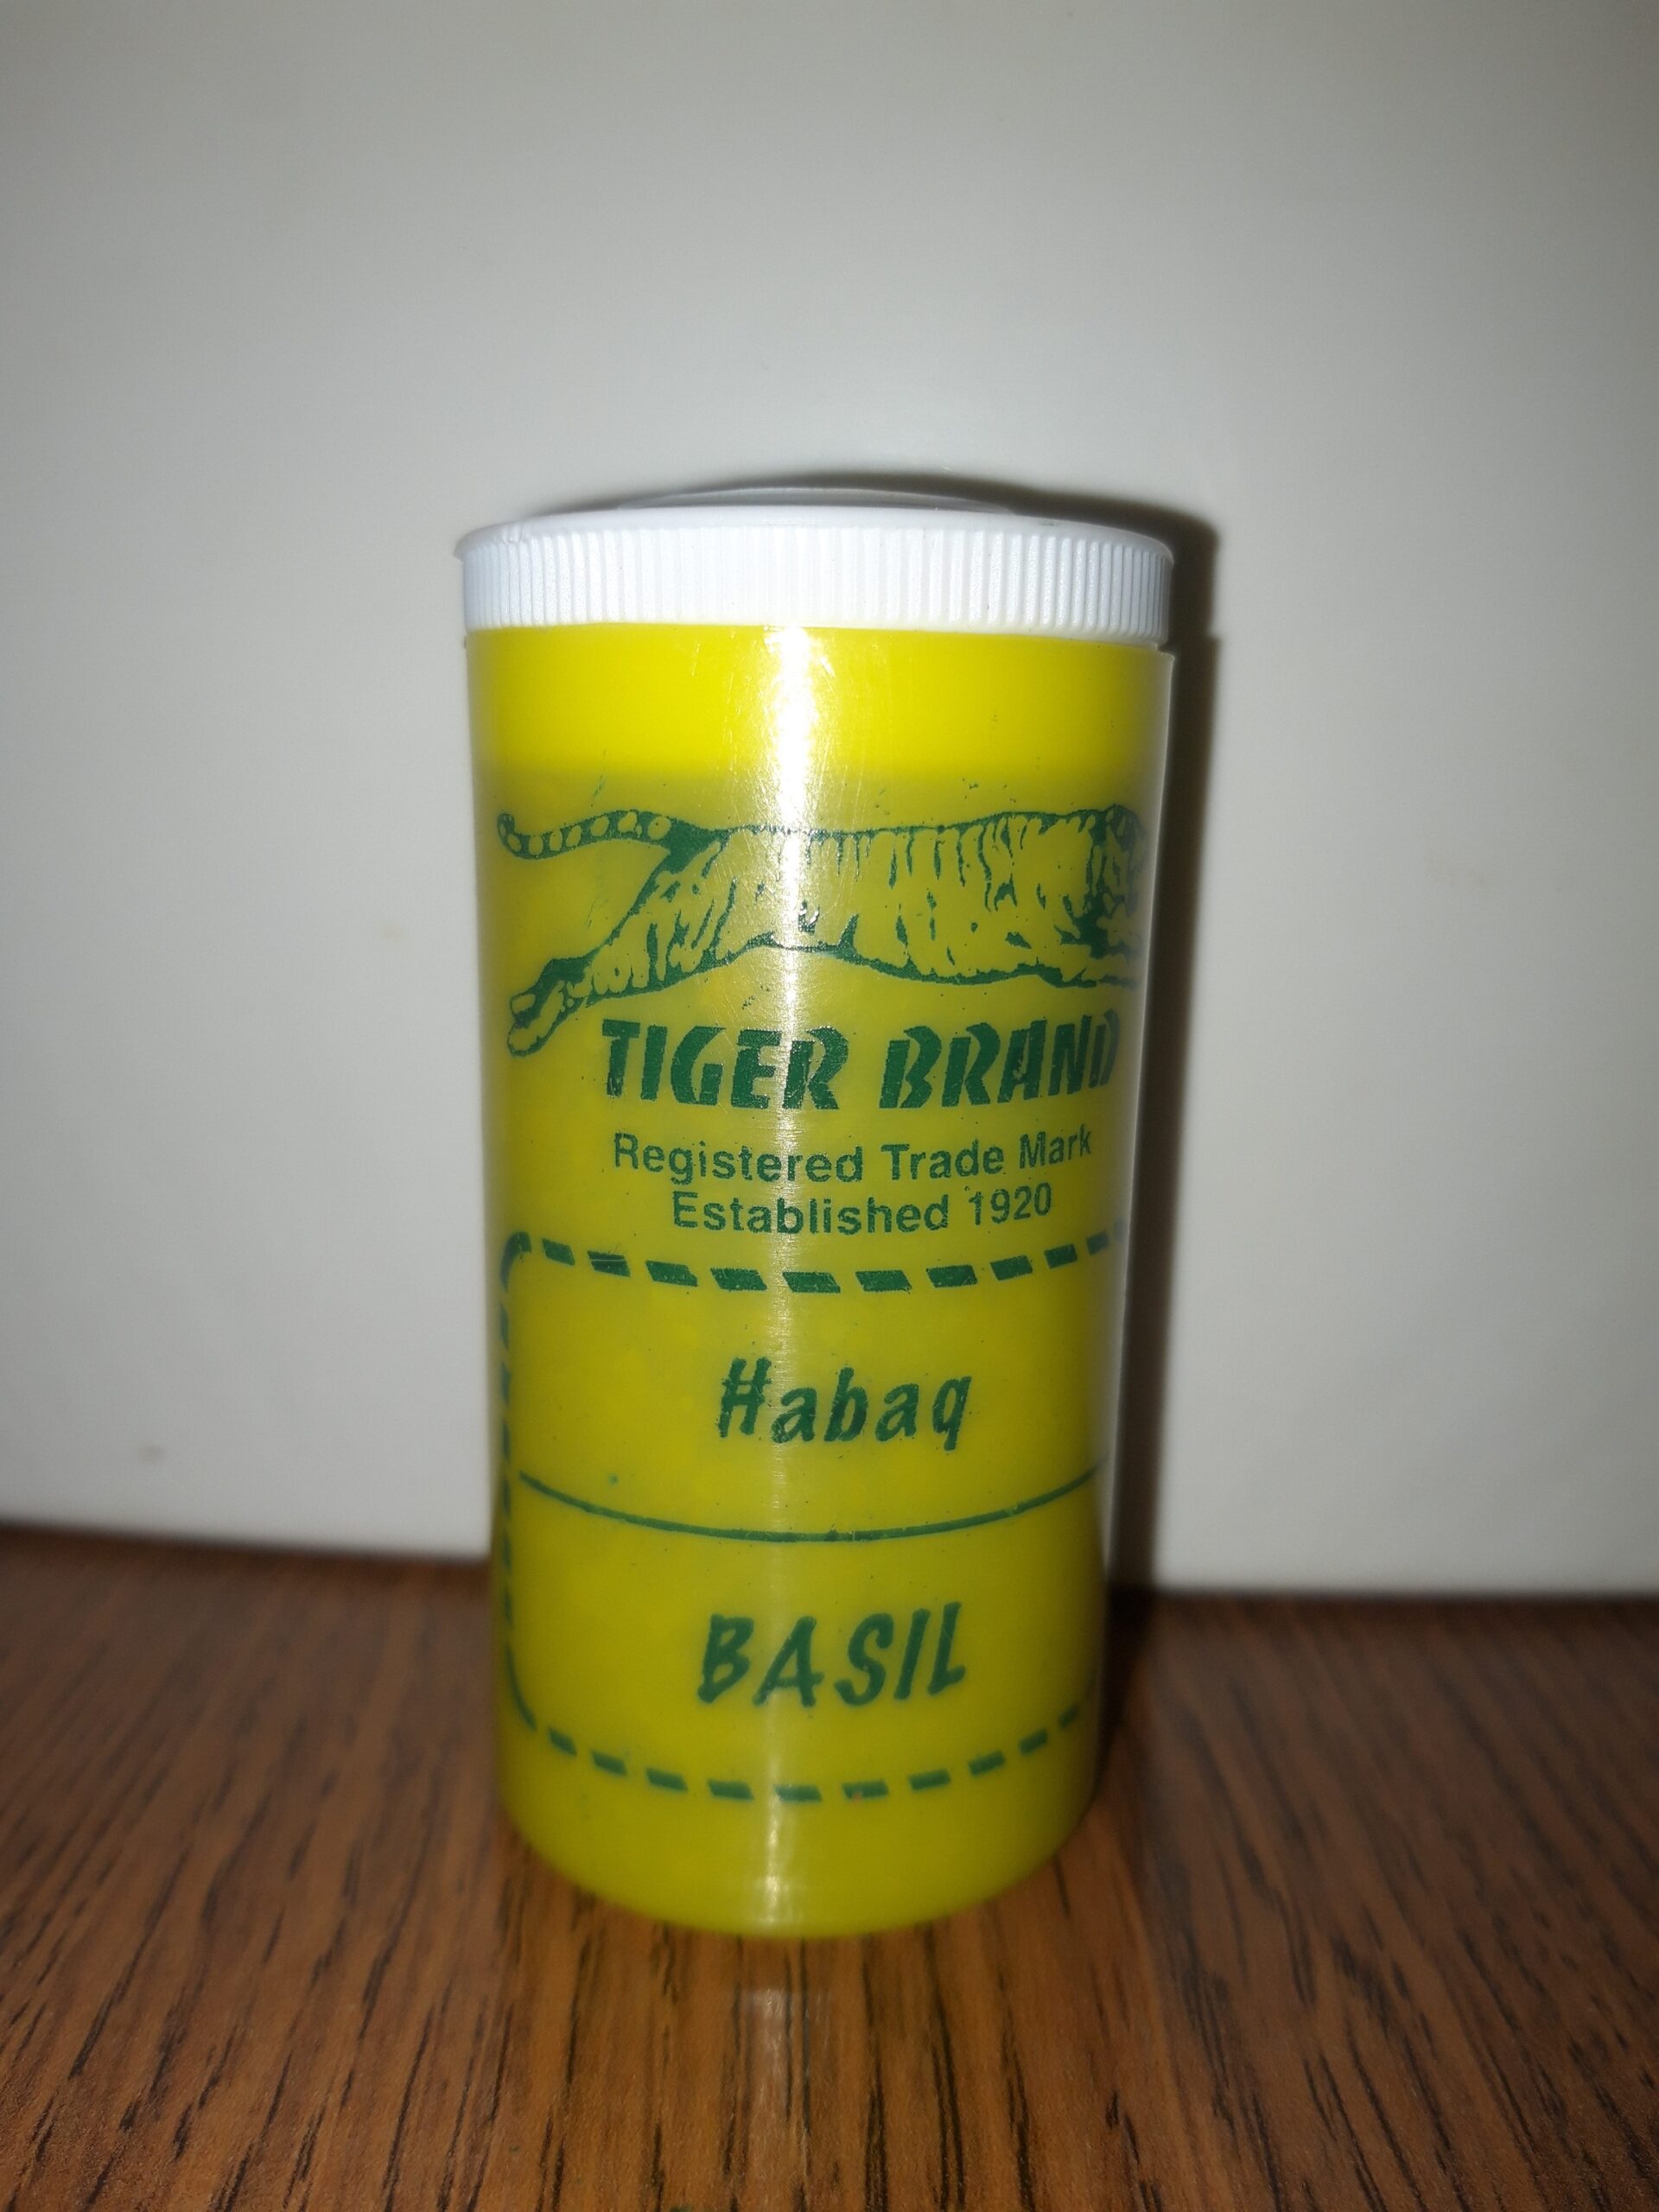 TIGER BRAND
Registered Trade Mark
Established 1920
Habaq
BASIL